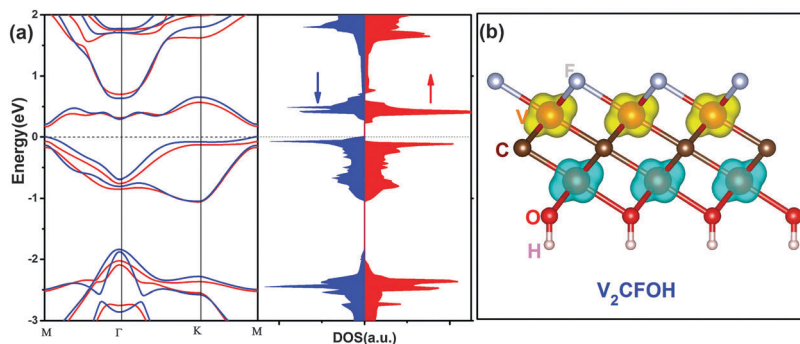 (a)
Energy(eV)
2
1
0
-1
-2
-3
M
Γ
K
M
DOS(a.u.)
(b)
F
V
C
O
H
V₂CFOH